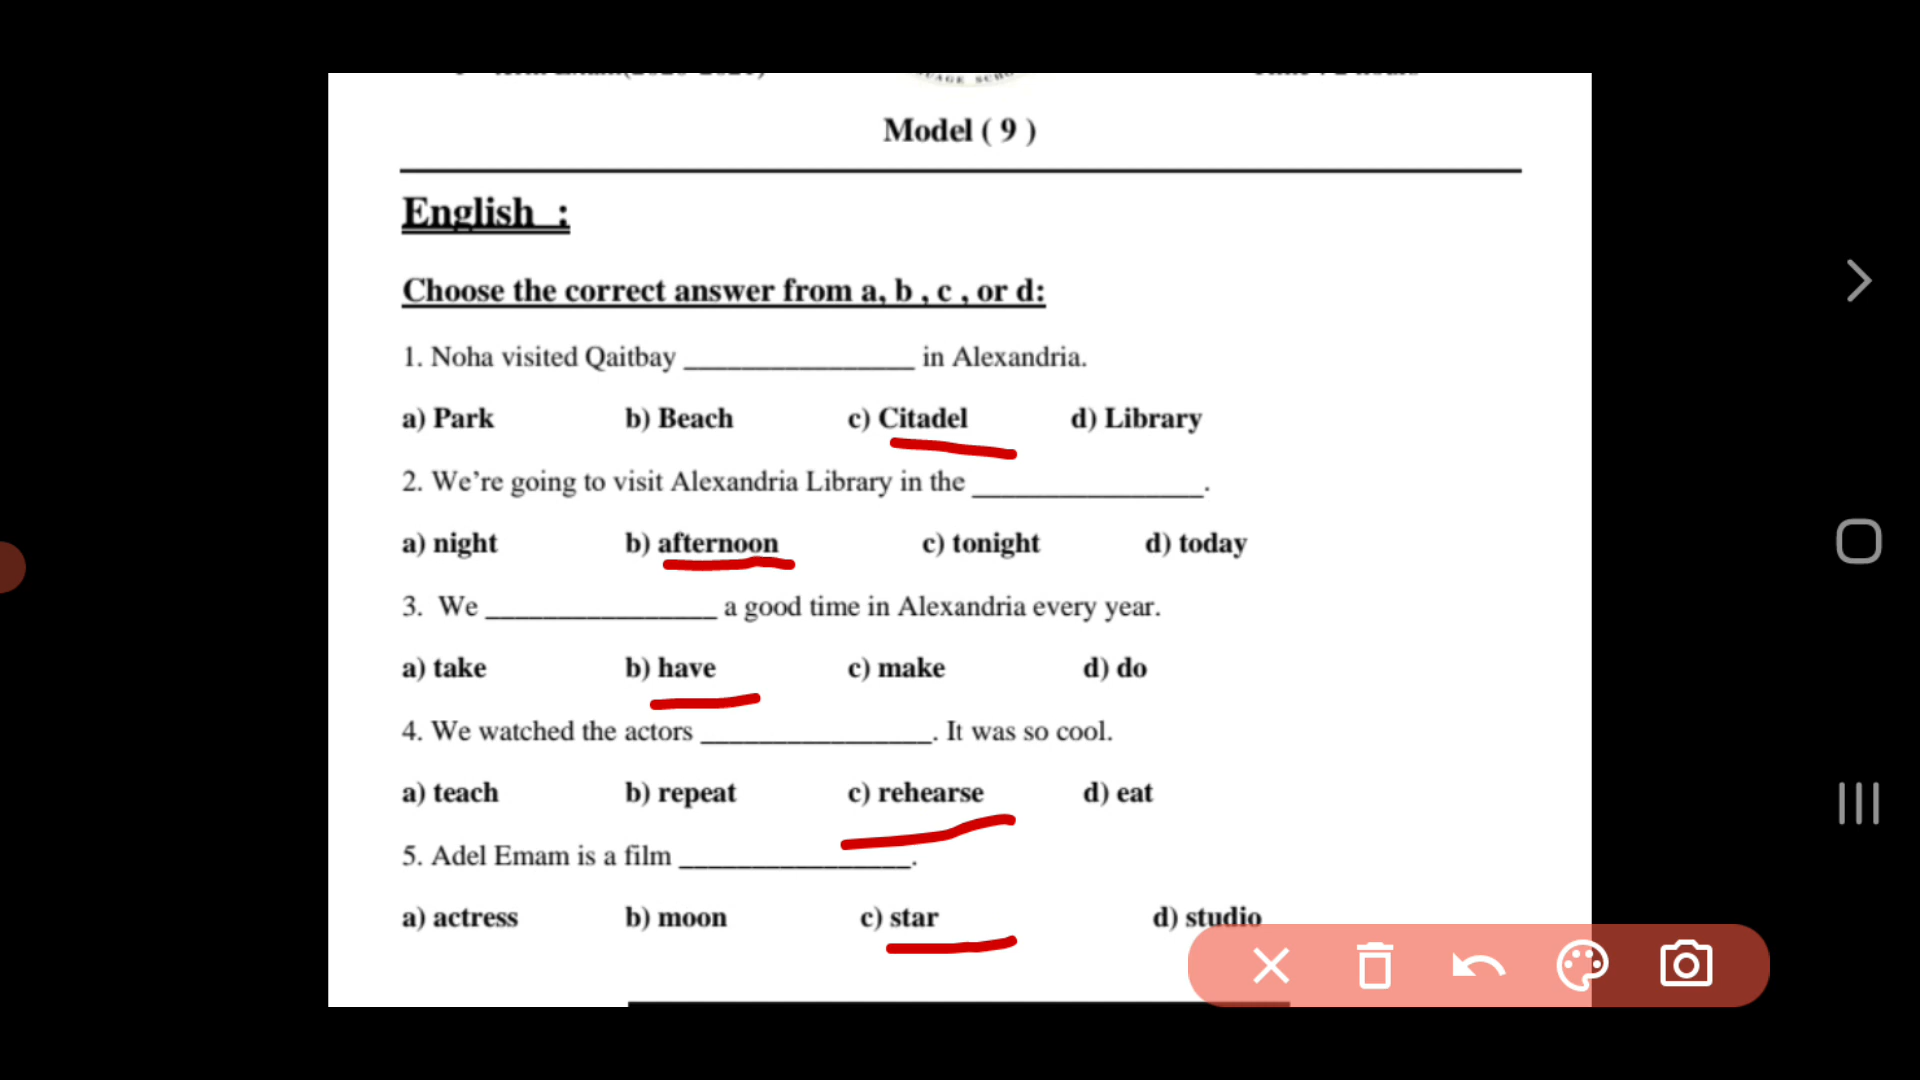 Model ( 9 )
English :
Choose the correct answer from a, b , c , or d:
1. Noha visited Qaitbay ________________ in Alexandria.
a) Park b) Beach c) Citadel d) Library
2. We’re going to visit Alexandria Library in the ________________.
a) night b) afternoon c) tonight d) today
3. We ________________ a good time in Alexandria every year.
a) take b) have c) make d) do
4. We watched the actors ________________. It was so cool.
a) teach b) repeat c) rehearse d) eat
5. Adel Emam is a film ________________.
a) actress b) moon c) star d) studio